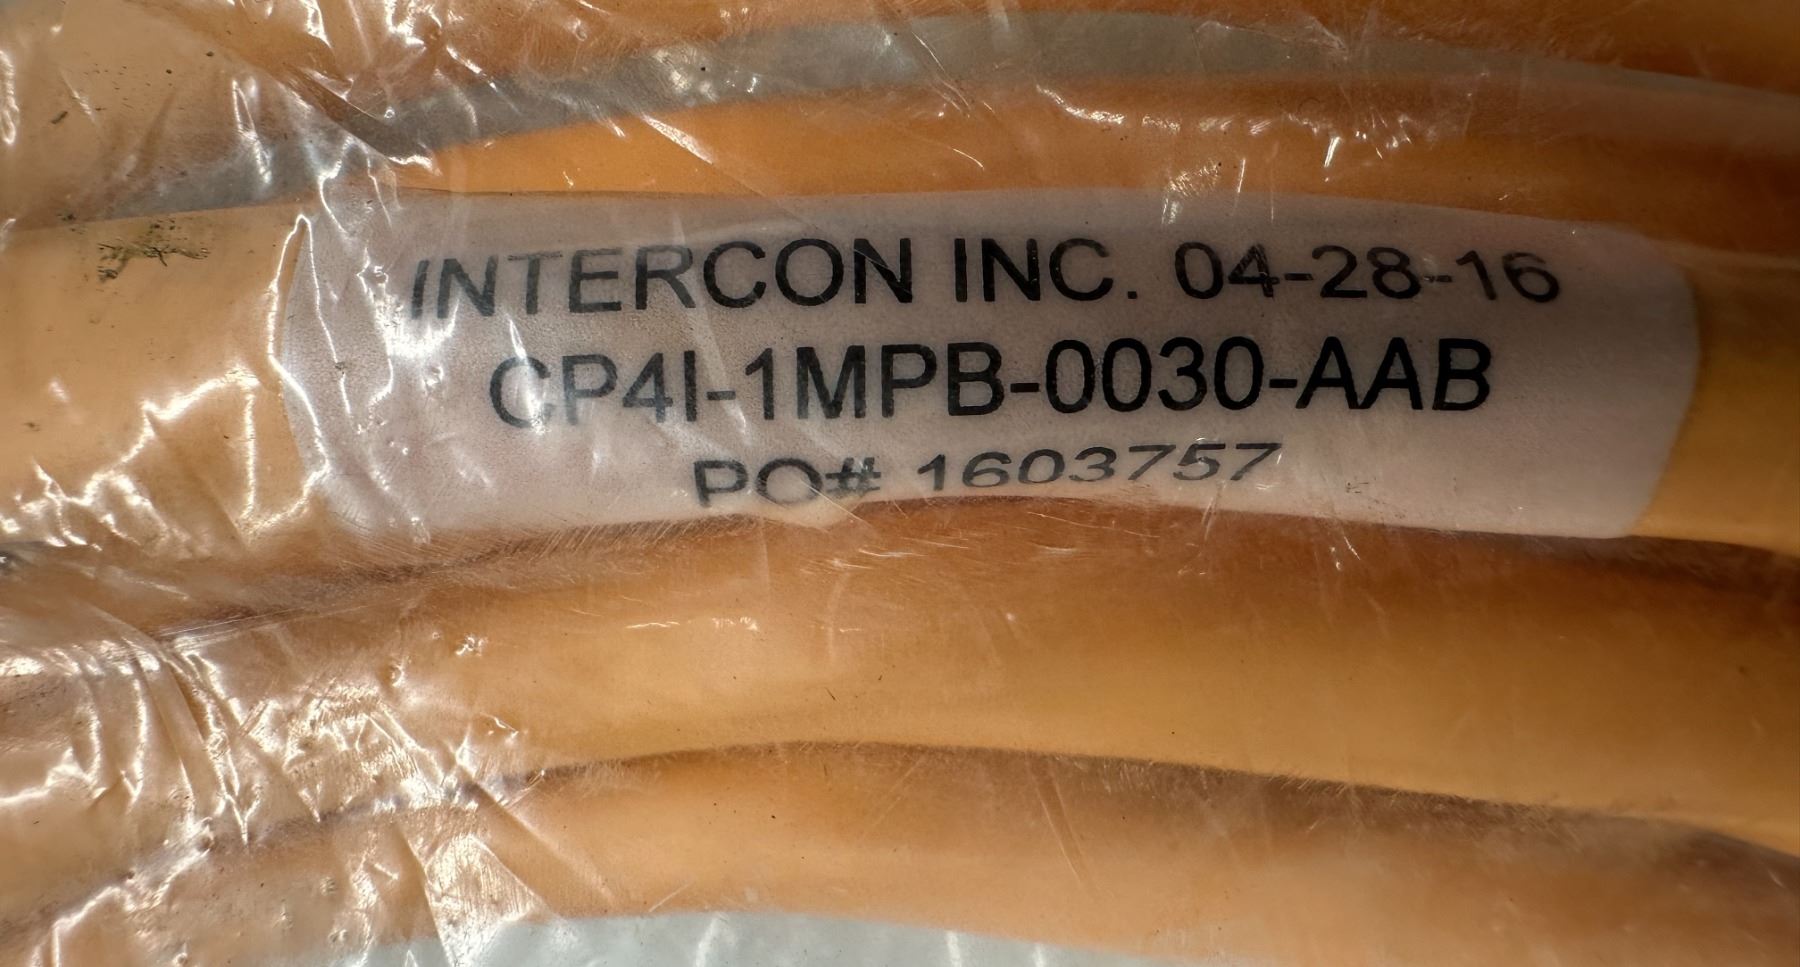 INTERCON INC. 04-28-16
CP4I-1MPB-0030-AAB
PO# 1603757